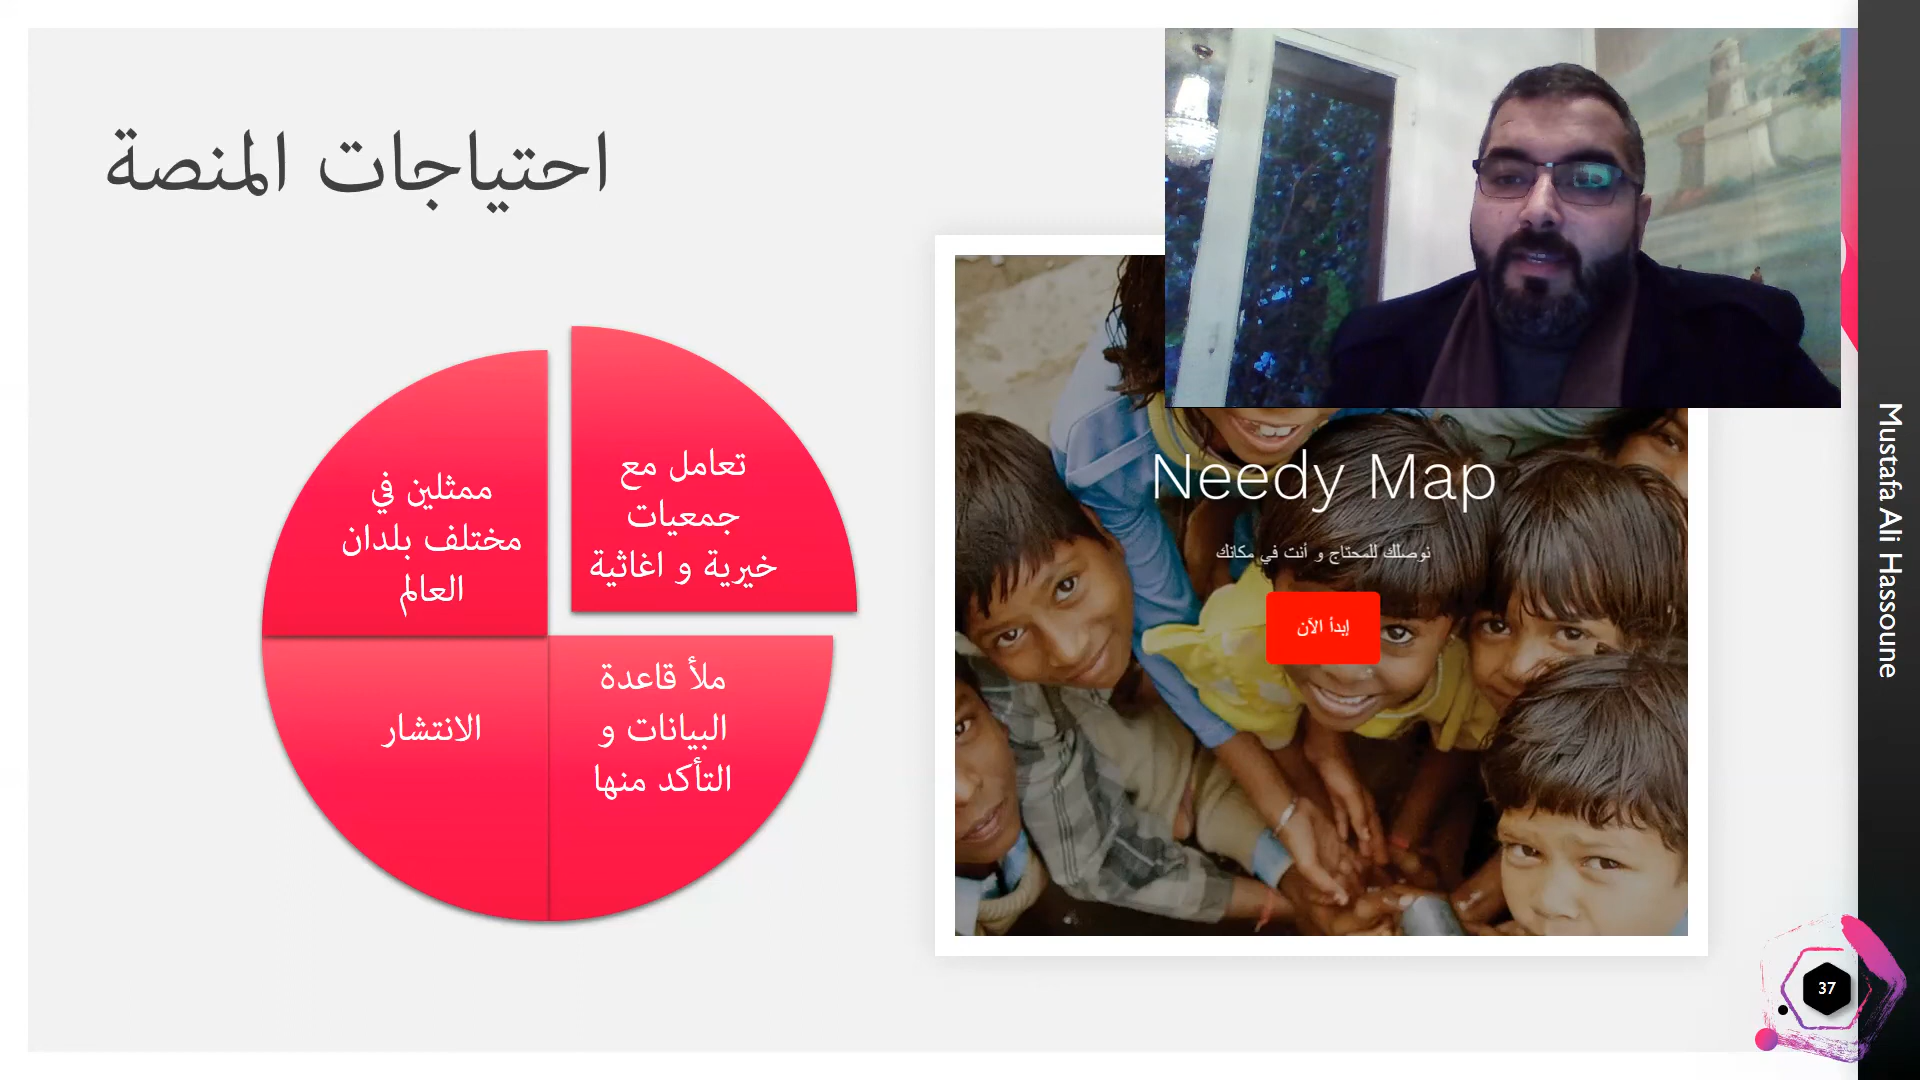 احتياجات المنصة
تعامل مع
جمعيات
خيرية و اغاثية
ممثلين في
مختلف بلدان
العالم
ملأ قاعدة
البيانات و
التأكد منها
الانتشار
Needy Map
نوصلك للمحتاج و أنت في مكانك
إبدأ الآن
Mustafa Ali Hassoune
37